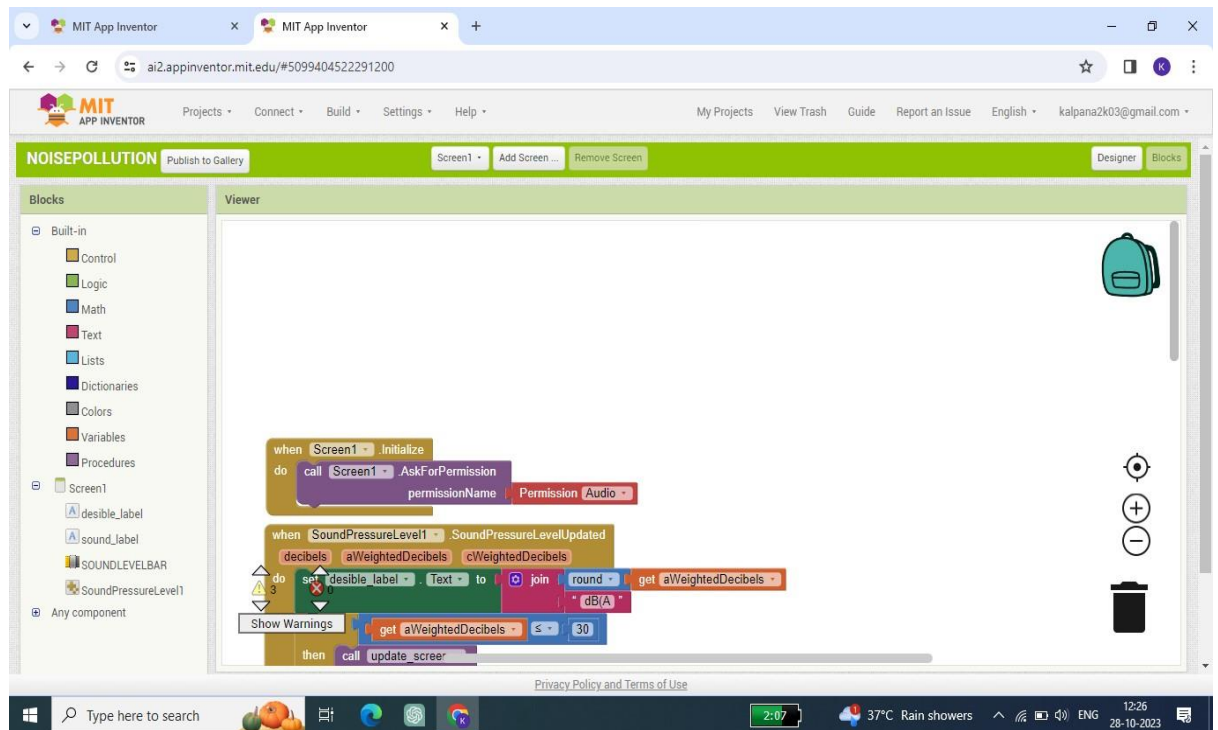 MIT App Inventor
MIT App Inventor
ai2.appinventor.mit.edu/#5099404522291200
K
MIT
APP INVENTOR
Projects Connect Build Settings Help My Projects View Trash Guide Report an Issue English kalpana2k03@gmail.com
NOISEPOLLUTION Publish to Gallery Screen1 Add Screen ... Remove Screen Designer Blocks
Blocks Viewer
Built-in
Control
Logic
Math
Text
Lists
Dictionaries
Colors
Variables
Procedures
Screen1
desible_label
sound_label
SOUNDLEVELBAR
SoundPressureLevel1
Any component
when Screen1 .Initialize
do call Screen1 .AskForPermission
permissionName Permission Audio
when SoundPressureLevel1 .SoundPressureLevelUpdated
decibels aWeightedDecibels cWeightedDecibels
do set desible_label . Text to join round get aWeightedDecibels
" dB(A) "
3 0
Show Warnings get aWeightedDecibels ≤ 30
then call update_screen
Privacy Policy and Terms of Use
Type here to search 2:07 37°C Rain showers ENG 12:26
28-10-2023